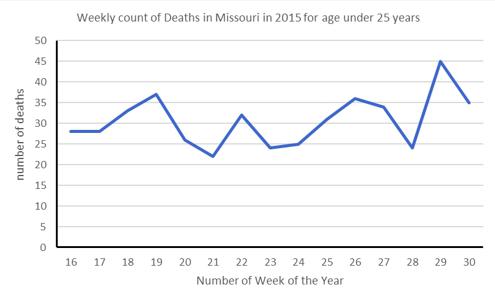 Weekly count of Deaths in Missouri in 2015 for age under 25 years
50
45
40
35
30
25
20
15
10
5
0
number of deaths
16 17 18 19 20 21 22 23 24 25 26 27 28 29 30
Number of Week of the Year